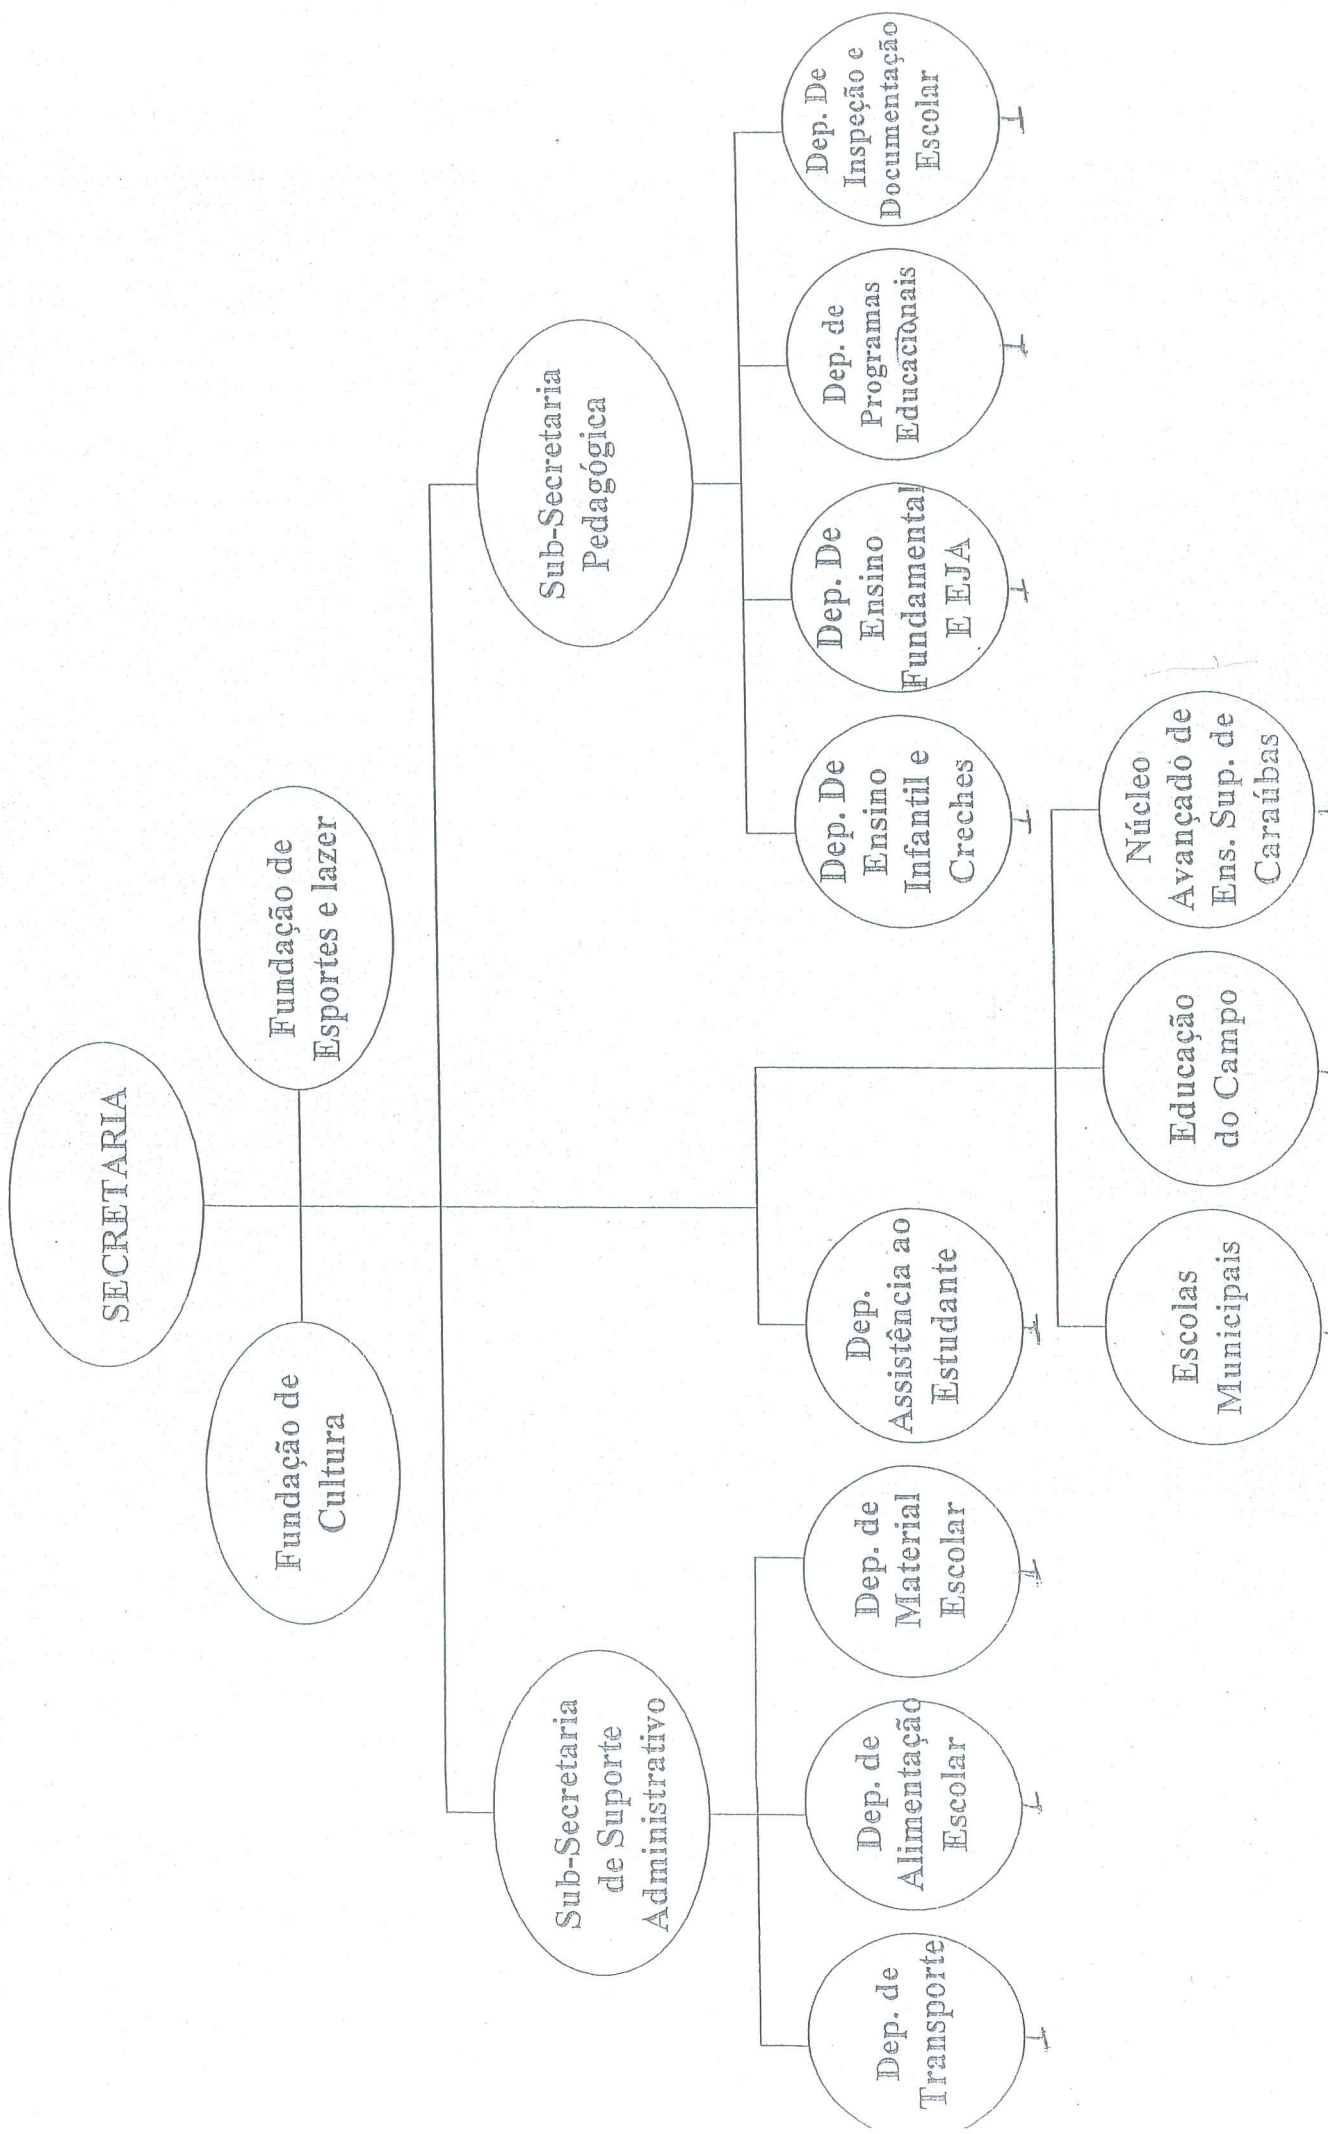 SECRETARIA
Fundação de
Cultura
Fundação de
Esportes e lazer
Sub-Secretaria
de Suporte
Administrativo
Sub-Secretaria
Pedagógica
Dep. de
Transporte
Dep. de
Alimentação
Escolar
Dep. de
Material
Escolar
Dep.
Assistência ao
Estudante
Dep. De
Ensino
Infantil e
Creches
Dep. De
Ensino
Fundamental
E EJA
Dep. de
Programas
Educacionais
Dep. De
Inspeção e
Documentação
Escolar
Escolas
Municipais
Educação
do Campo
Núcleo
Avançado de
Ens. Sup. de
Caraúbas